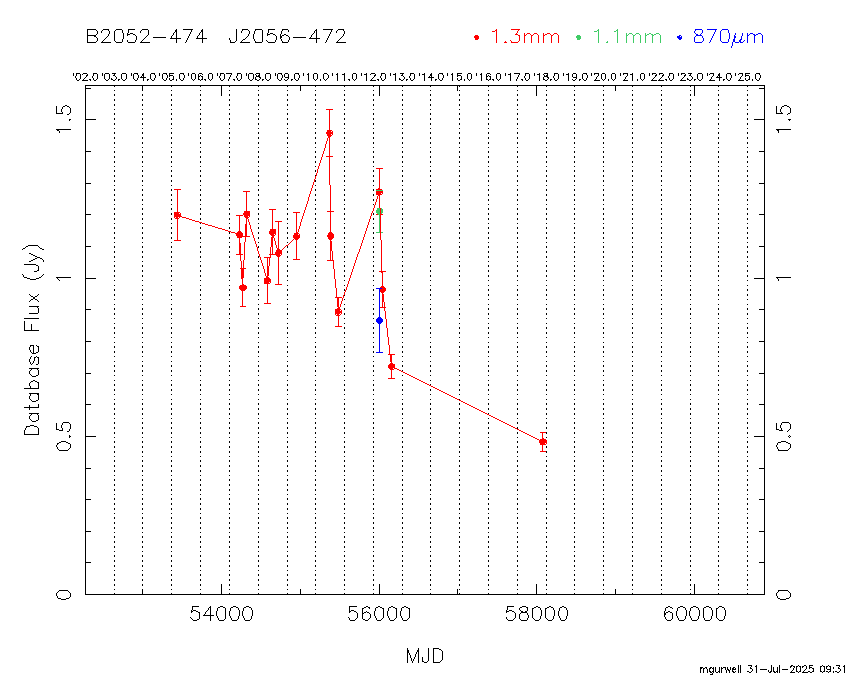 B2052-474 J2056-472 1.3mm 1.1mm 870μm
'02.0 '03.0 '04.0 '05.0 '06.0 '07.0 '08.0 '09.0 '10.0 '11.0 '12.0 '13.0 '14.0 '15.0 '16.0 '17.0 '18.0 '19.0 '20.0 '21.0 '22.0 '23.0 '24.0 '25.0
1.5 1.5
1 1
Database Flux (Jy)
0.5 0.5
0 0
54000 56000 58000 60000
MJD
mgurwell 31-Jul-2025 09:31